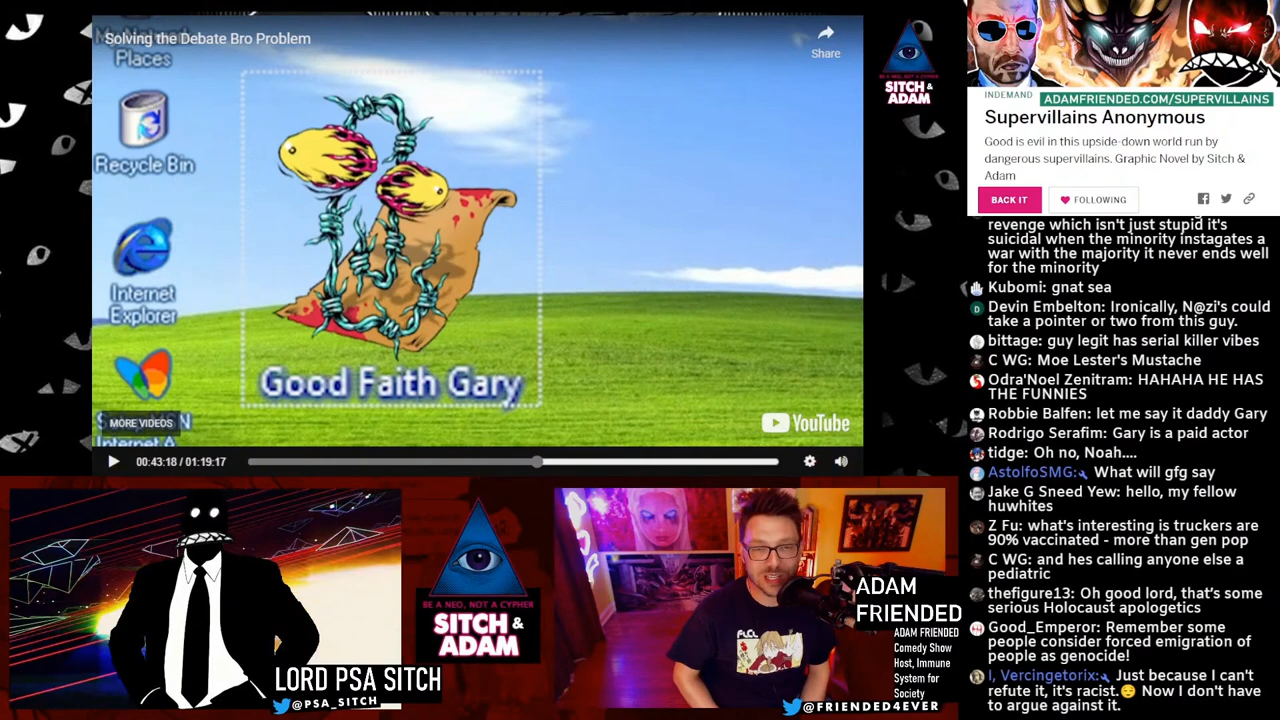 Solving the Debate Bro Problem
Share
Places
Recycle Bin
Internet
Explorer
Good Faith Gary
MORE VIDEOS
YouTube
00:43:18 / 01:19:17
SITCH &
ADAM
INDEMAND
ADAMFRIENDED.COM/SUPERVILLAINS
Supervillains Anonymous
Good is evil in this upside-down world run by
dangerous supervillains. Graphic Novel by Sitch &
Adam
BACK IT
FOLLOWING
revenge which isn't just stupid it's
suicidal when the minority instagates a
war with the majority it never ends well
for the minority
Kubomi: gnat sea
Devin Embelton: Ironically, N@zi's could
take a pointer or two from this guy.
bittage: guy legit has serial killer vibes
C WG: Moe Lester's Mustache
Odra'Noel Zenitram: HAHAHA HE HAS
THE FUNNIES
Robbie Balfen: let me say it daddy Gary
Rodrigo Serafim: Gary is a paid actor
tidge: Oh no, Noah....
AstolfoSMG: What will gfg say
Jake G Sneed Yew: hello, my fellow
huwhites
Z Fu: what's interesting is truckers are
90% vaccinated - more than gen pop
C WG: and hes calling anyone else a
pediatric
thefigure13: Oh good lord, that's some
serious Holocaust apologetics
Good_Emperor: Remember some
people consider forced emigration of
people as genocide!
I, Vercingetorix: Just because I can't
refute it, it's racist. Now I don't have
to argue against it.
LORD PSA SITCH
@PSA_SITCH
BE A NEO, NOT A CYPHER
SITCH &
ADAM
FLCL
ADAM
FRIENDED
ADAM FRIENDED
Comedy Show
Host, Immune
System for
Society
@FRIENDED4EVER